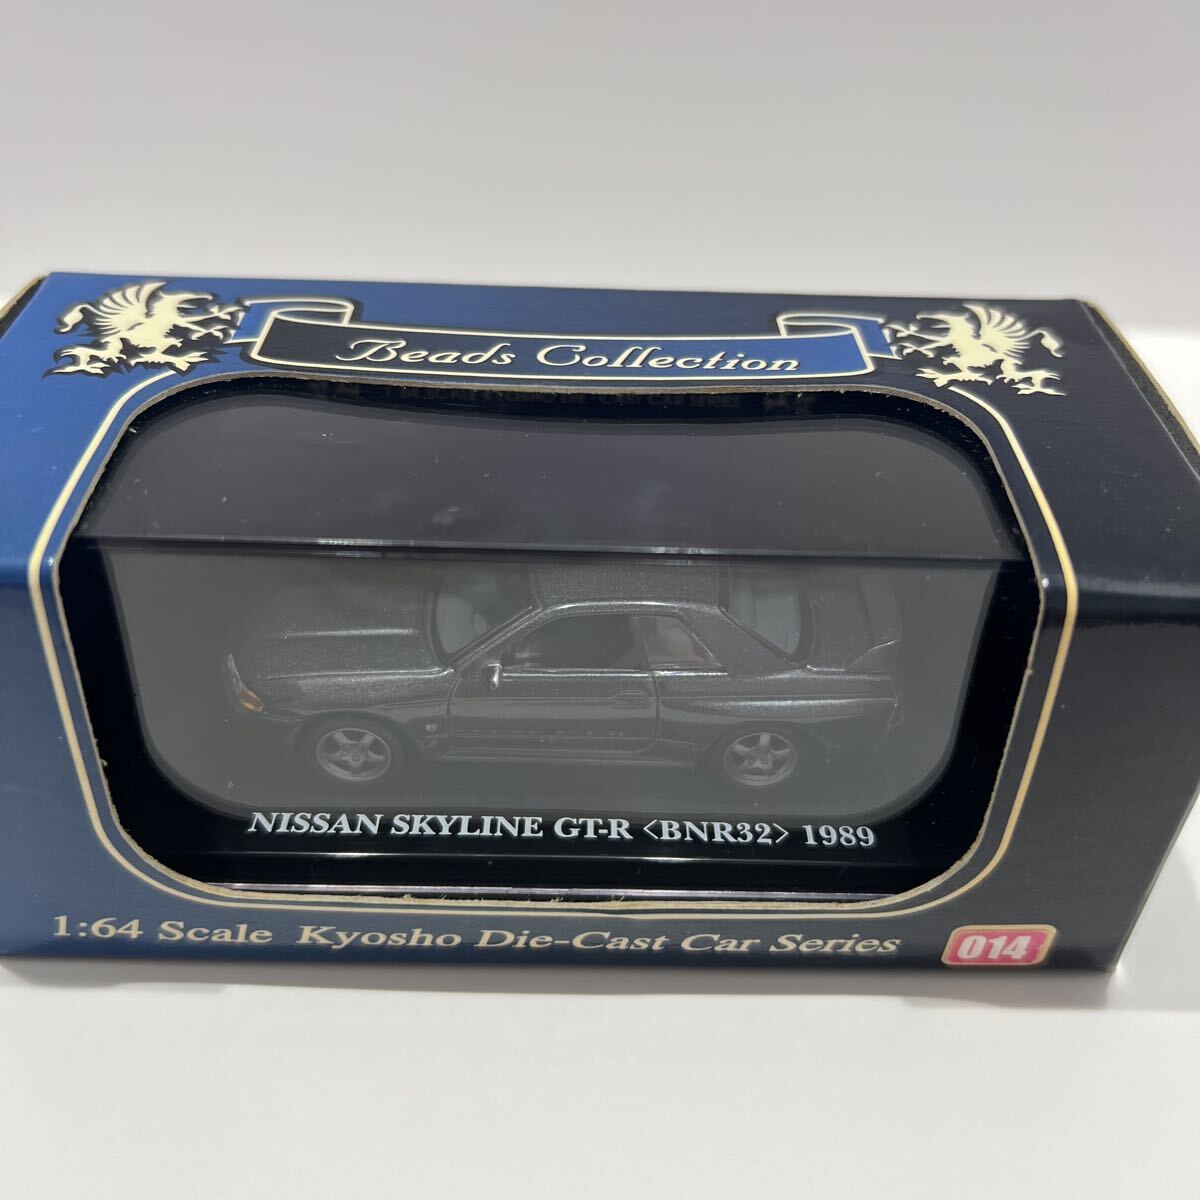 Beads Collection
NISSAN SKYLINE GT-R <BNR32> 1989
1:64 Scale Kyosho Die-Cast Car Series
014